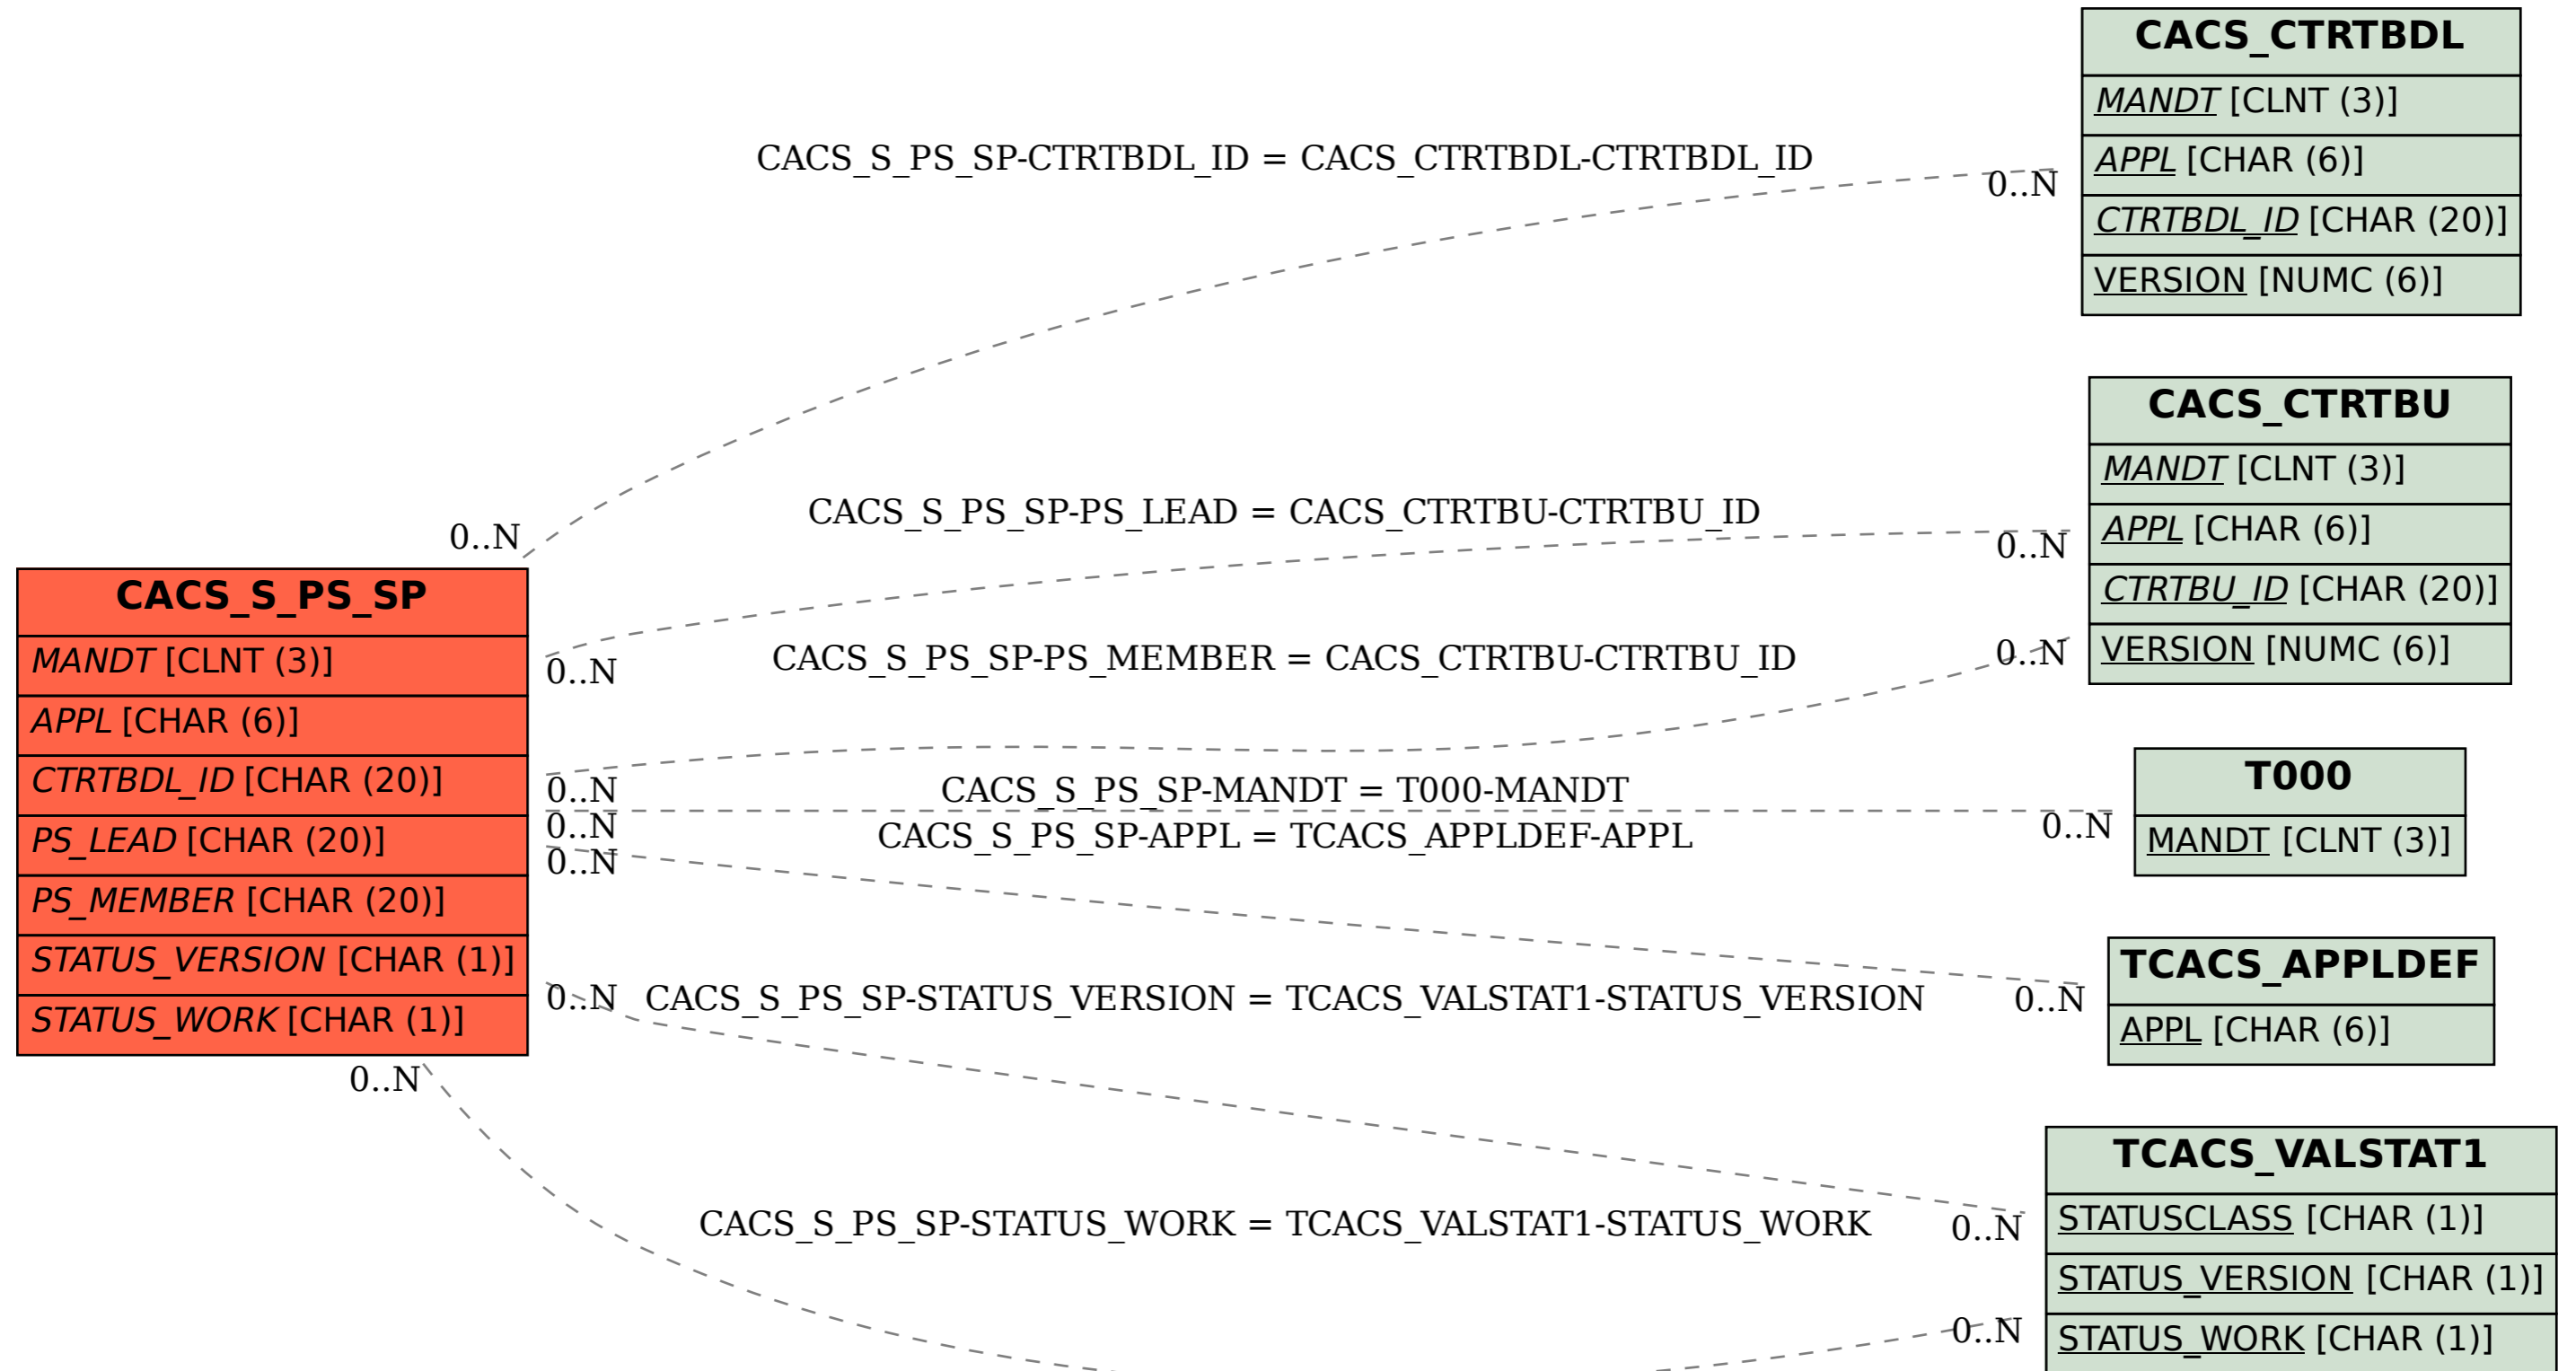 CACS_CTRTBDL
MANDT [CLNT (3)]
APPL [CHAR (6)]
CTRTBDL_ID [CHAR (20)]
VERSION [NUMC (6)]
CACS_S_PS_SP-CTRTBDL_ID = CACS_CTRTBDL-CTRTBDL_ID
0..N
0..N
CACS_CTRTBU
MANDT [CLNT (3)]
APPL [CHAR (6)]
CTRTBU_ID [CHAR (20)]
VERSION [NUMC (6)]
CACS_S_PS_SP-PS_LEAD = CACS_CTRTBU-CTRTBU_ID
0..N
0..N
CACS_S_PS_SP
MANDT [CLNT (3)]
APPL [CHAR (6)]
CTRTBDL_ID [CHAR (20)]
PS_LEAD [CHAR (20)]
PS_MEMBER [CHAR (20)]
STATUS_VERSION [CHAR (1)]
STATUS_WORK [CHAR (1)]
CACS_S_PS_SP-PS_MEMBER = CACS_CTRTBU-CTRTBU_ID
0..N
0..N
CACS_S_PS_SP-MANDT = T000-MANDT
0..N
0..N
T000
MANDT [CLNT (3)]
CACS_S_PS_SP-APPL = TCACS_APPLDEF-APPL
0..N
0..N
TCACS_APPLDEF
APPL [CHAR (6)]
0..N
CACS_S_PS_SP-STATUS_VERSION = TCACS_VALSTAT1-STATUS_VERSION
0..N
0..N
CACS_S_PS_SP-STATUS_WORK = TCACS_VALSTAT1-STATUS_WORK
0..N
TCACS_VALSTAT1
STATUSCLASS [CHAR (1)]
STATUS_VERSION [CHAR (1)]
STATUS_WORK [CHAR (1)]